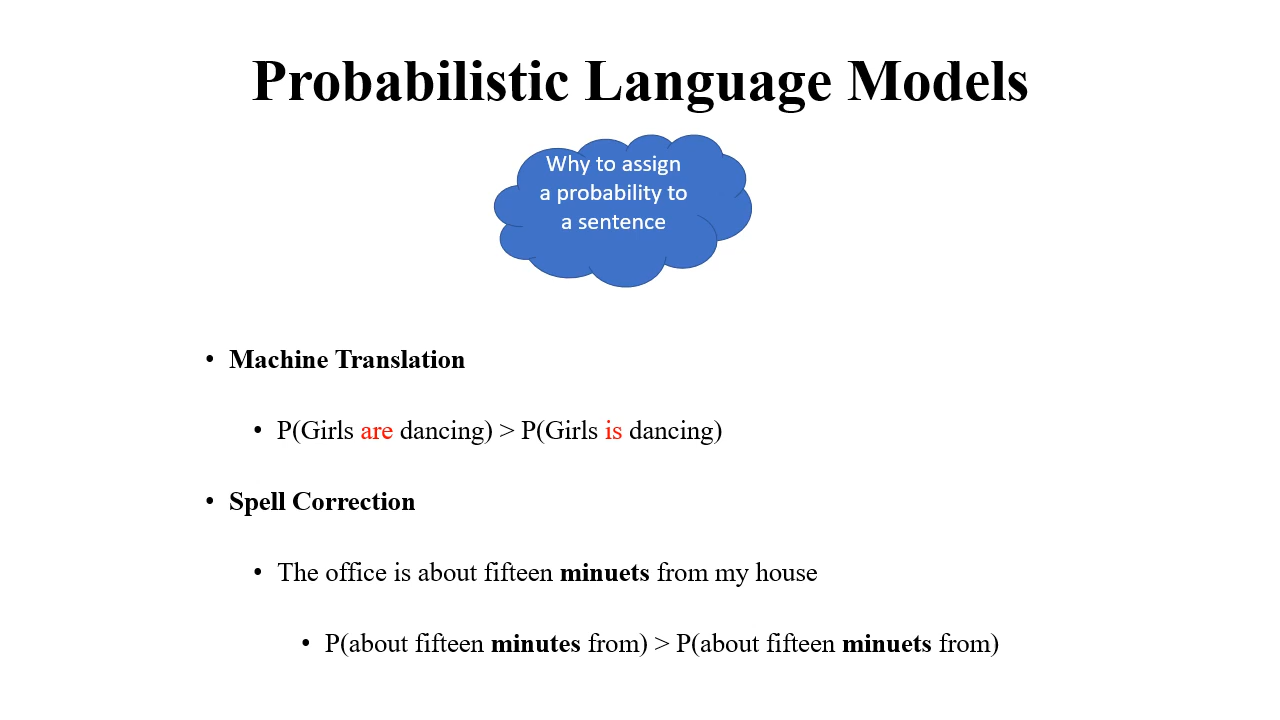 Probabilistic Language Models
Why to assign
a probability to
a sentence
• Machine Translation
• P(Girls are dancing) > P(Girls is dancing)
• Spell Correction
• The office is about fifteen minuets from my house
• P(about fifteen minutes from) > P(about fifteen minuets from)